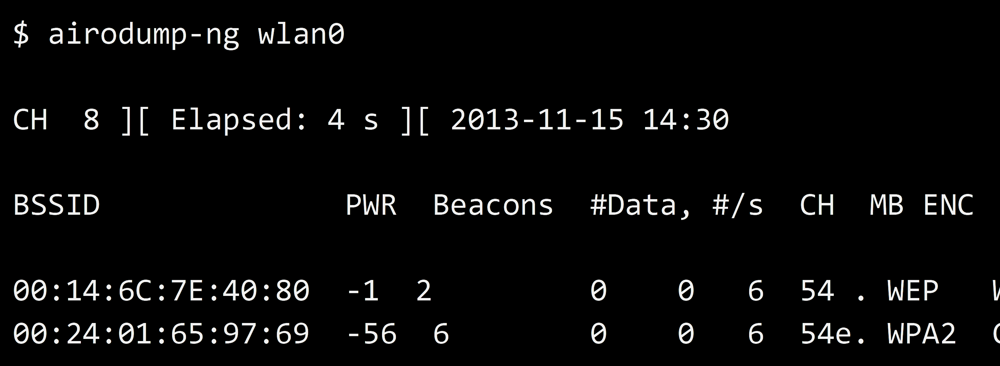 $ airodump-ng wlan0
CH  8 ][ Elapsed: 4 s ][ 2013-11-15 14:30
BSSID              PWR  Beacons  #Data, #/s  CH  MB ENC
00:14:6C:7E:40:80  -1  2         0    0   6  54 . WEP
00:24:01:65:97:69  -56  6        0    0   6  54e. WPA2